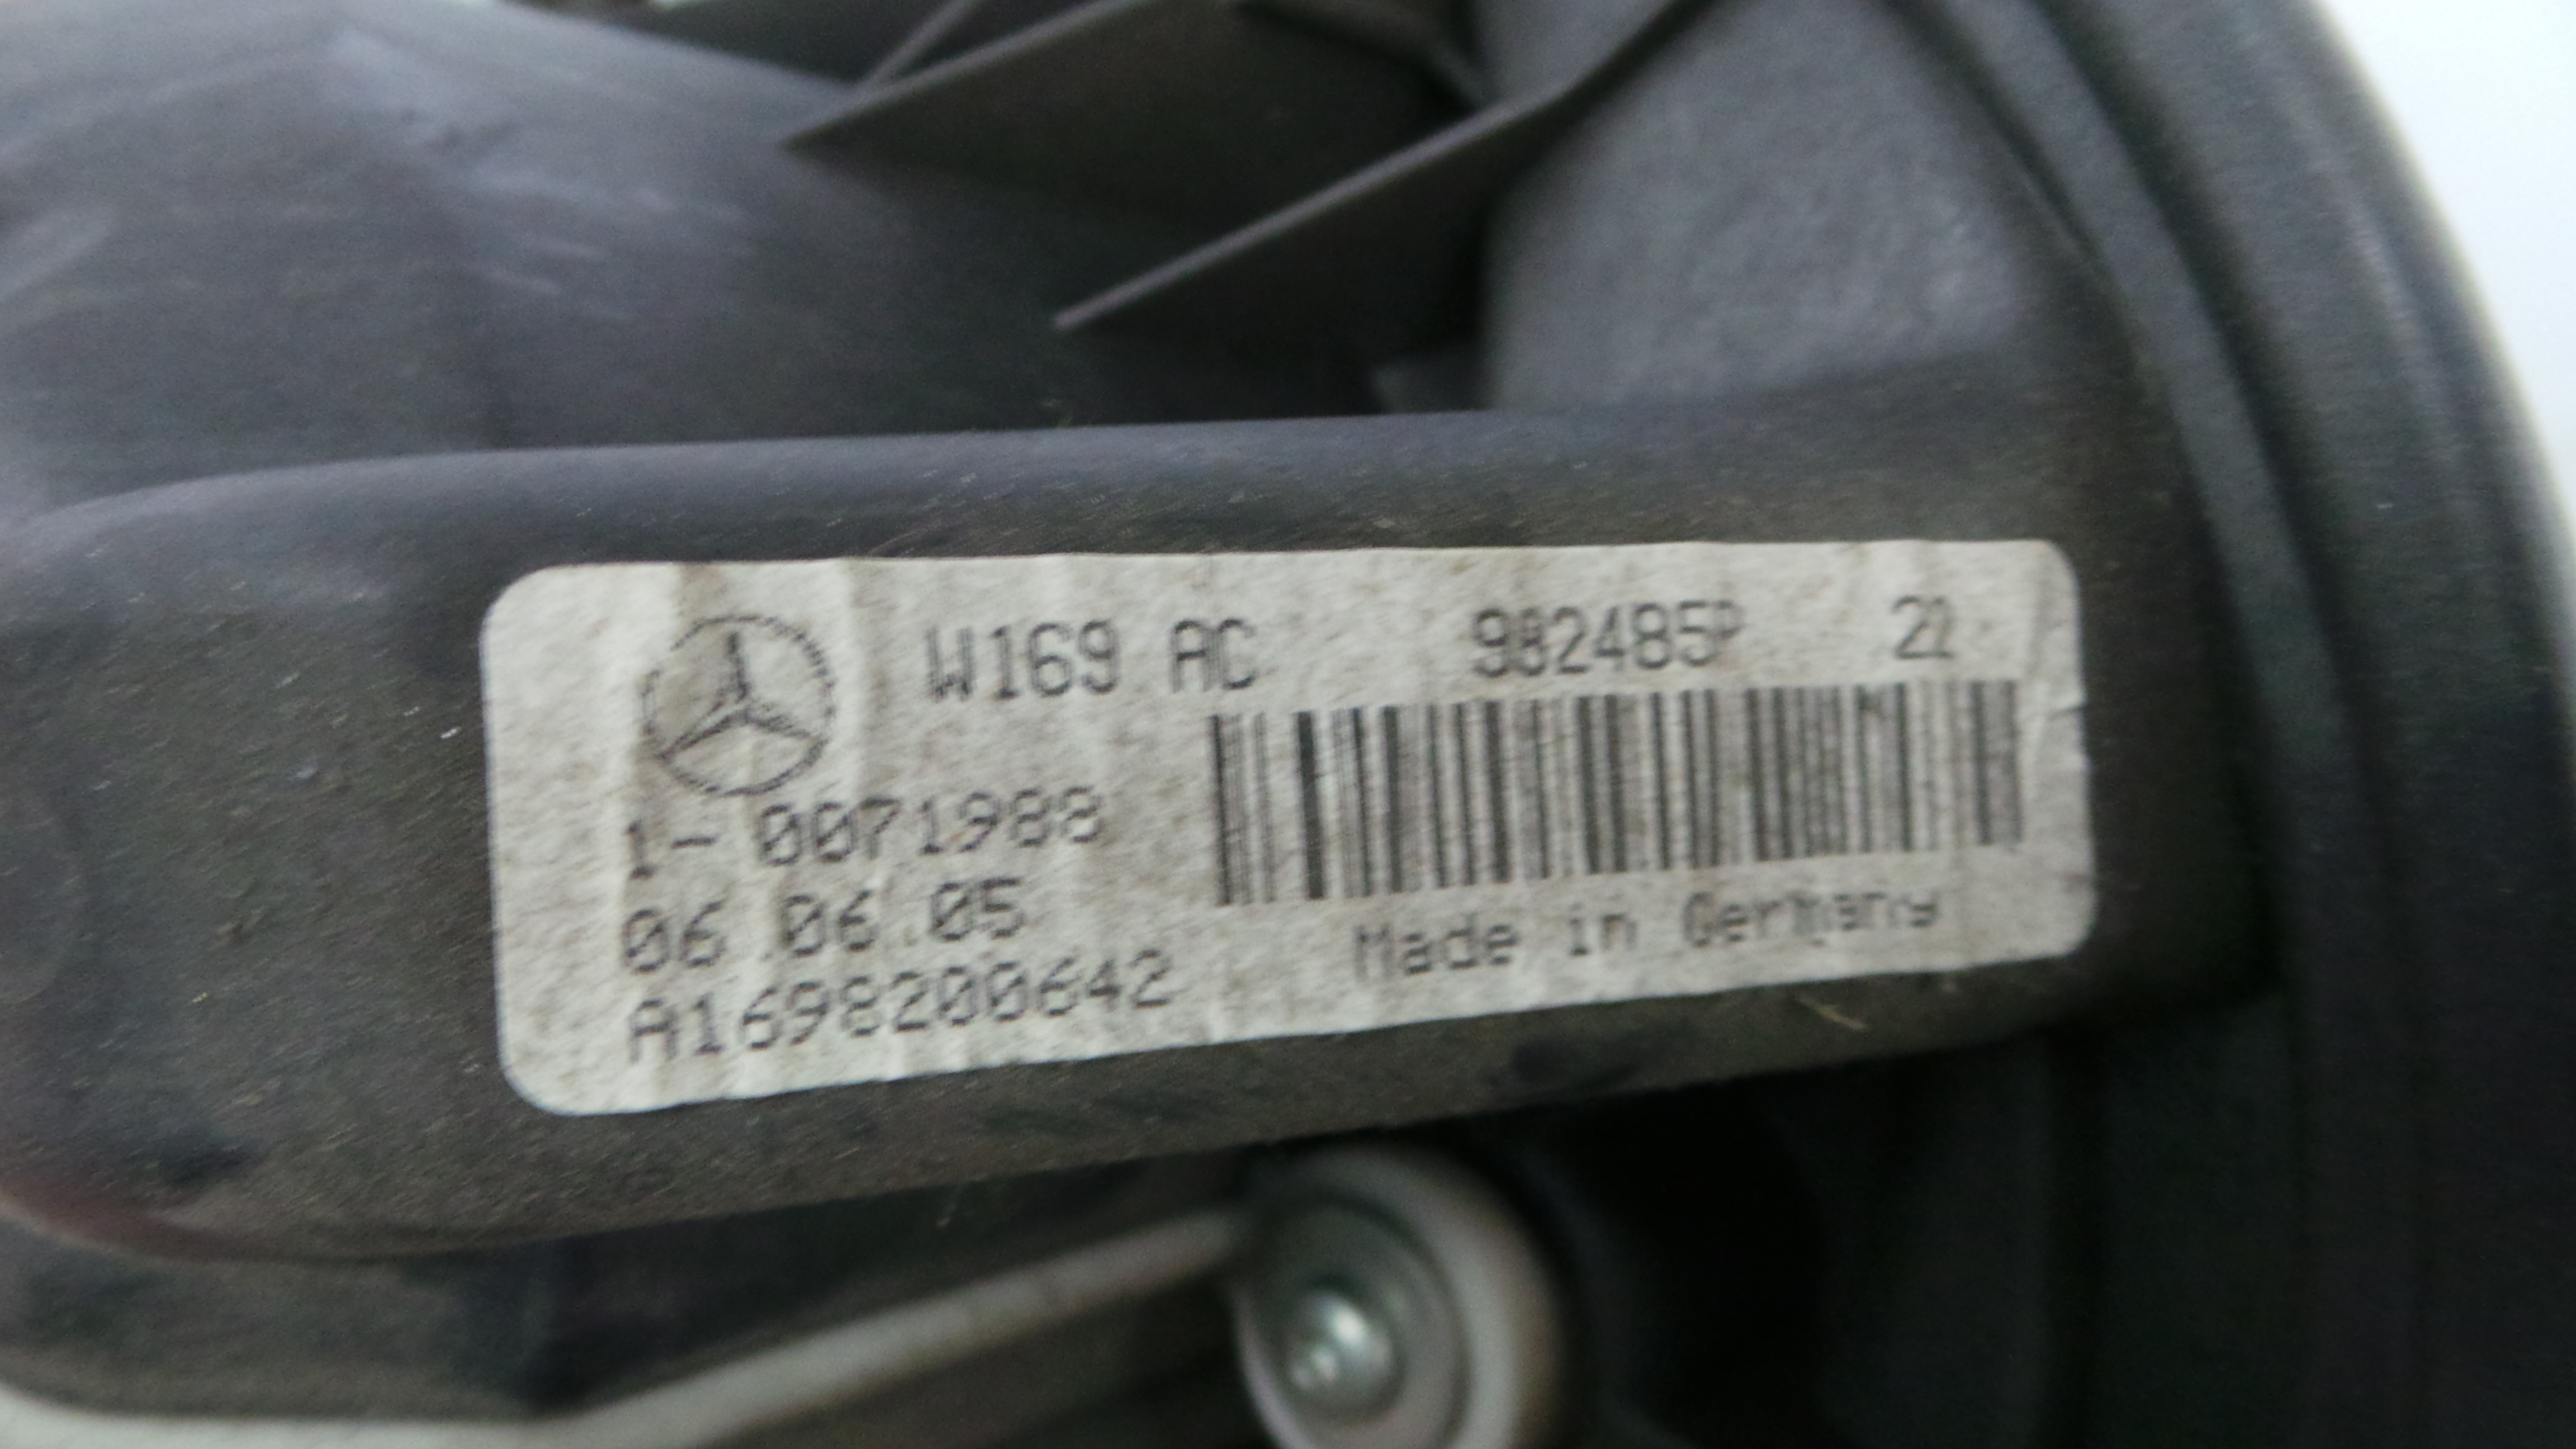 W169 AC 982485P 22
1- 0071988
06.06.05
A1698200642
Made in Germany